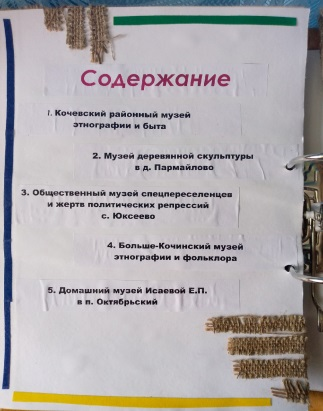 Содержание
1. Кочевский районный музей
этнографии и быта
2. Музей деревянной скульптуры
в д. Пармайлово
3. Общественный музей спецпереселенцев
и жертв политических репрессий
с. Юксеево
4. Больше-Кочинский музей
этнографии и фольклора
5. Домашний музей Исаевой Е.П.
в п. Октябрьский